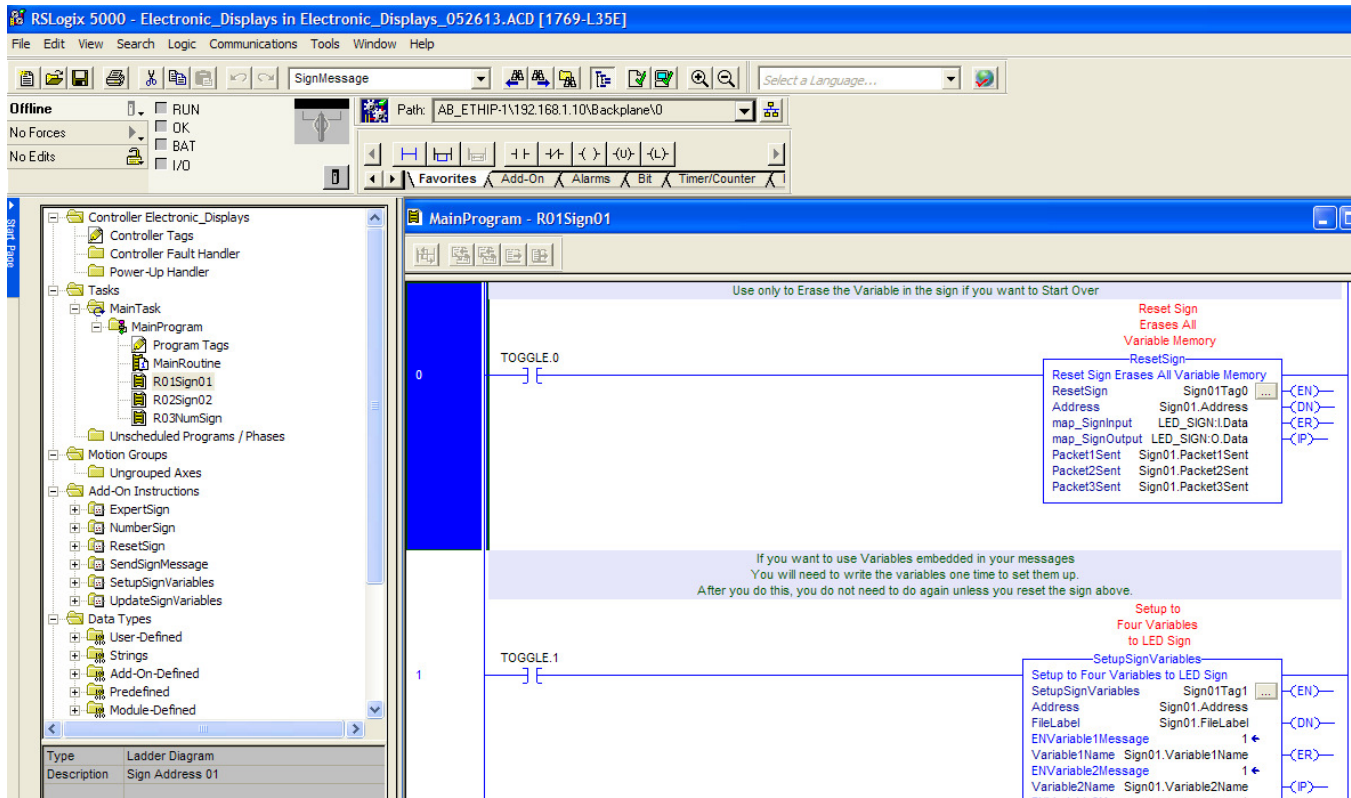 RSLogix 5000 - Electronic_Displays in Electronic_Displays_052613.ACD [1769-L35E]
File Edit View Search Logic Communications Tools Window Help
SignMessage
Select a Language...
Offline
RUN
Path: AB_ETHIP-1\192.168.1.10\Backplane\0
No Forces
OK
BAT
No Edits
I/O
Favorites Add-On Alarms Bit Timer/Counter
Start Page
Controller Electronic_Displays
Controller Tags
Controller Fault Handler
Power-Up Handler
Tasks
MainTask
MainProgram
Program Tags
MainRoutine
R01Sign01
R02Sign02
R03NumSign
Unscheduled Programs / Phases
Motion Groups
Ungrouped Axes
Add-On Instructions
ExpertSign
NumberSign
ResetSign
SendSignMessage
SetupSignVariables
UpdateSignVariables
Data Types
User-Defined
Strings
Add-On-Defined
Predefined
Module-Defined
Type Ladder Diagram
Description Sign Address 01
MainProgram - R01Sign01
Use only to Erase the Variable in the sign if you want to Start Over
Reset Sign
Erases All
Variable Memory
TOGGLE.0
ResetSign
0
Reset Sign Erases All Variable Memory
ResetSign Sign01Tag0 ... (EN)
Address Sign01.Address (DN)
map_SignInput LED_SIGN:I.Data (ER)
map_SignOutput LED_SIGN:O.Data (IP)
Packet1Sent Sign01.Packet1Sent
Packet2Sent Sign01.Packet2Sent
Packet3Sent Sign01.Packet3Sent
If you want to use Variables embedded in your messages
You will need to write the variables one time to set them up.
After you do this, you do not need to do again unless you reset the sign above.
Setup to
Four Variables
to LED Sign
TOGGLE.1
SetupSignVariables
1
Setup to Four Variables to LED Sign
SetupSignVariables Sign01Tag1 ... (EN)
Address Sign01.Address
FileLabel Sign01.FileLabel (DN)
ENVariable1Message 1
Variable1Name Sign01.Variable1Name (ER)
ENVariable2Message 1
Variable2Name Sign01.Variable2Name (IP)